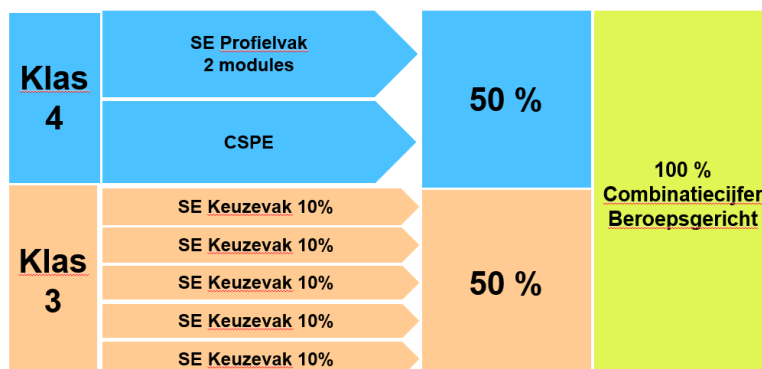 Klas
4
SE Profielvak
2 modules
CSPE
50 %
Klas
3
SE Keuzevak 10%
SE Keuzevak 10%
SE Keuzevak 10%
SE Keuzevak 10%
SE Keuzevak 10%
50 %
100 %
Combinatiecijfer
Beroepsgericht